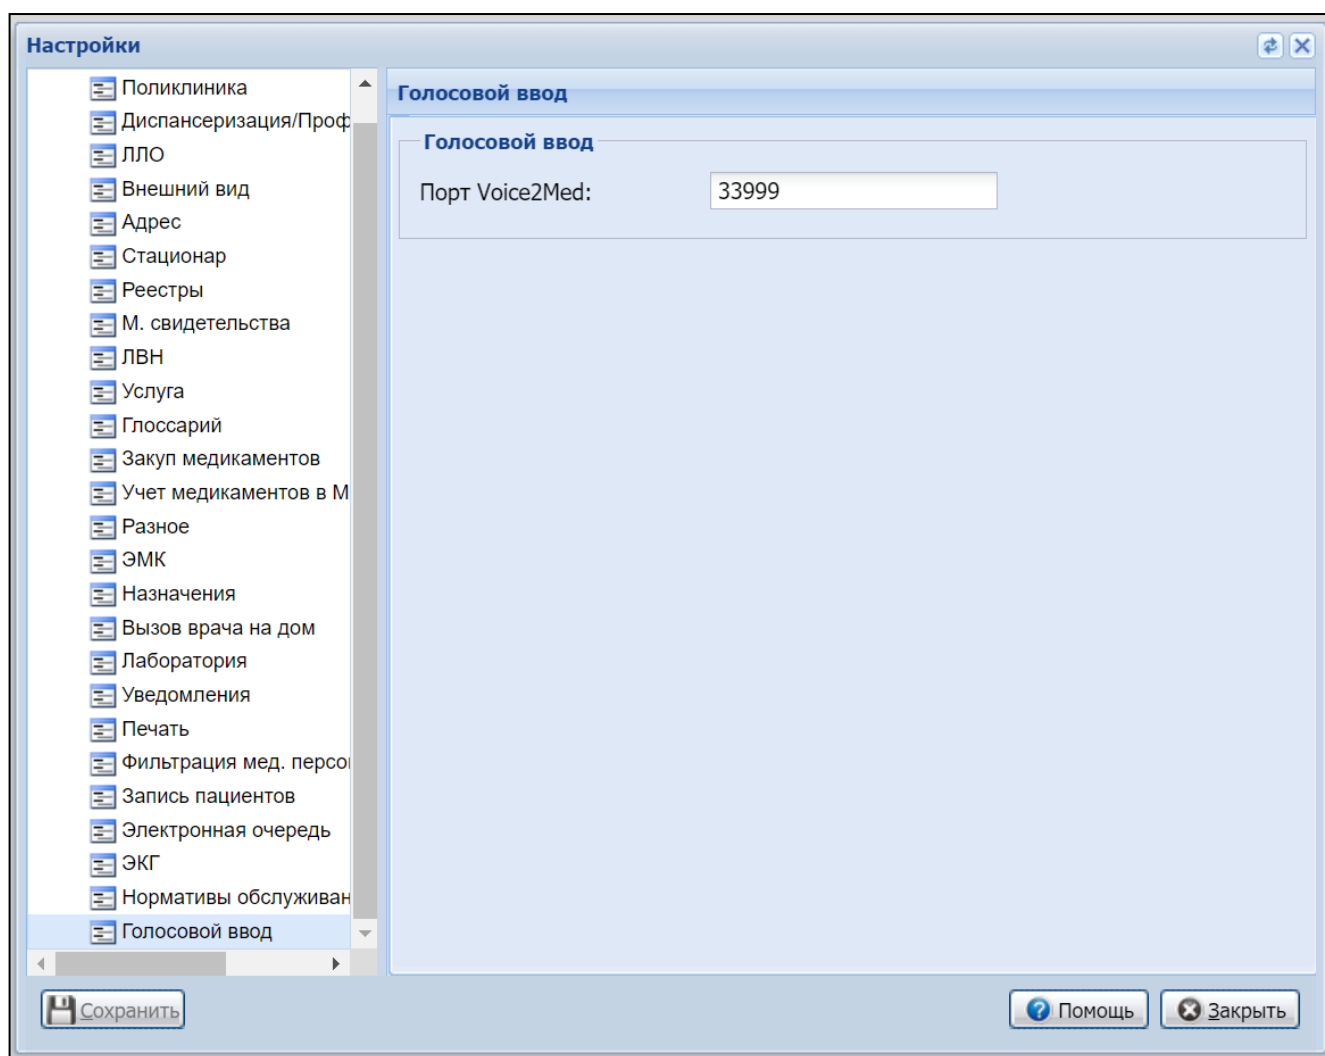 Настройки
Поликлиника
Диспансеризация/Проф
ЛЛО
Внешний вид
Адрес
Стационар
Реестры
М. свидетельства
ЛВН
Услуга
Глоссарий
Закуп медикаментов
Учет медикаментов в М
Разное
ЭМК
Назначения
Вызов врача на дом
Лаборатория
Уведомления
Печать
Фильтрация мед. персо
Запись пациентов
Электронная очередь
ЭКГ
Нормативы обслуживан
Голосовой ввод
Голосовой ввод
Голосовой ввод
Порт Voice2Med: 33999
Сохранить
Помощь
Закрыть